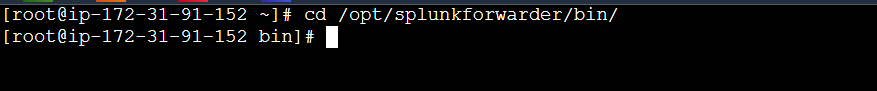 [root@ip-172-31-91-152 ~]# cd /opt/splunkforwarder/bin/
[root@ip-172-31-91-152 bin]#